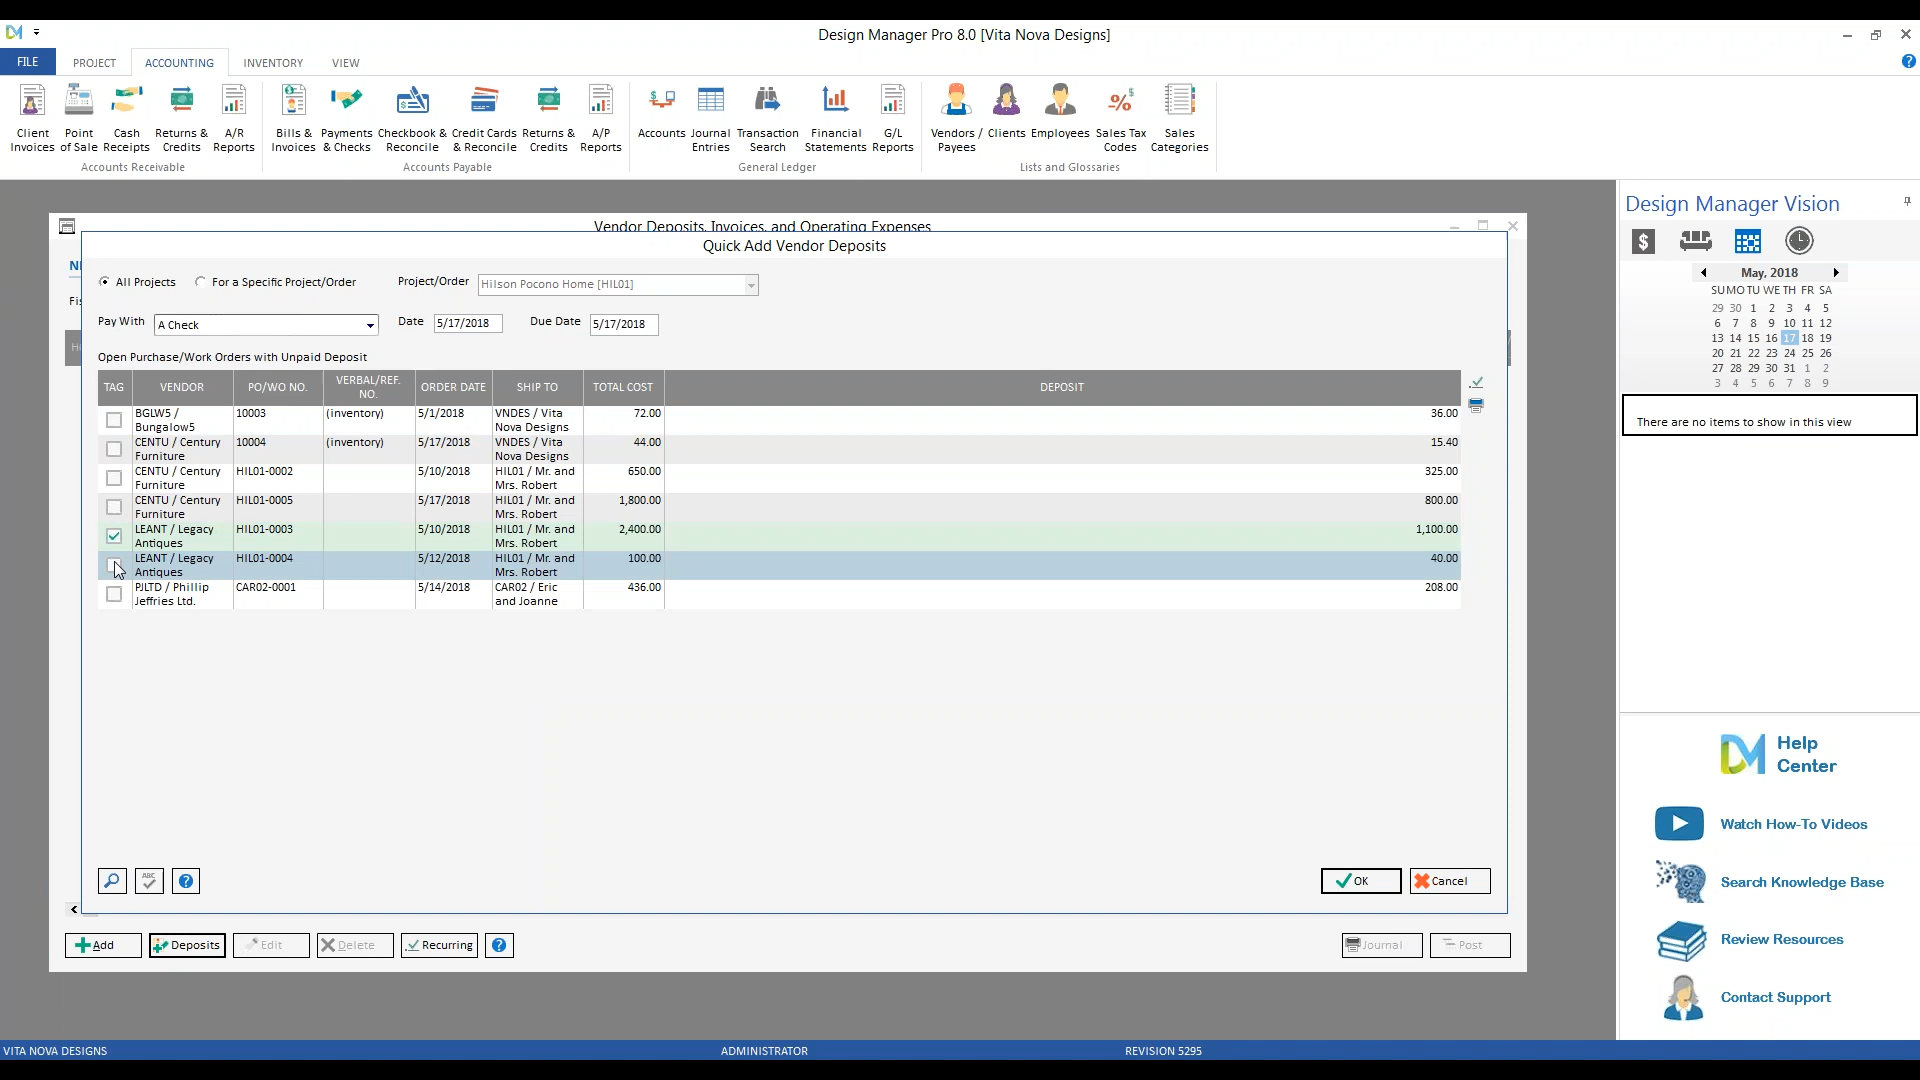 Design Manager Pro 8.0 [Vita Nova Designs]
FILE PROJECT ACCOUNTING INVENTORY VIEW
Client Invoices
Point of Sale
Cash Receipts
Returns & Credits
A/R Reports
Accounts Receivable
Bills & Invoices
Payments & Checks
Checkbook & Reconcile
Credit Cards & Reconcile
Returns & Credits
A/P Reports
Accounts Payable
Accounts
Journal Entries
Transaction Search
Financial Statements
G/L Reports
General Ledger
Vendors / Payees
Clients
Employees
Sales Tax Codes
Sales Categories
Lists and Glossaries
Vendor Deposits, Invoices, and Operating Expenses
Quick Add Vendor Deposits
All Projects For a Specific Project/Order Project/Order Hilson Pocono Home [HIL01]
Pay With A Check Date 5/17/2018 Due Date 5/17/2018
Open Purchase/Work Orders with Unpaid Deposit
TAG VENDOR PO/WO NO. VERBAL/REF. NO. ORDER DATE SHIP TO TOTAL COST DEPOSIT
BGLW5 / Bungalow5 10003 (inventory) 5/1/2018 VNDES / Vita Nova Designs 72.00 36.00
CENTU / Century Furniture 10004 (inventory) 5/17/2018 VNDES / Vita Nova Designs 44.00 15.40
CENTU / Century Furniture HIL01-0002 5/10/2018 HIL01 / Mr. and Mrs. Robert 650.00 325.00
CENTU / Century Furniture HIL01-0005 5/17/2018 HIL01 / Mr. and Mrs. Robert 1,800.00 800.00
LEANT / Legacy Antiques HIL01-0003 5/10/2018 HIL01 / Mr. and Mrs. Robert 2,400.00 1,100.00
LEANT / Legacy Antiques HIL01-0004 5/12/2018 HIL01 / Mr. and Mrs. Robert 100.00 40.00
PJLTD / Phillip Jeffries Ltd. CAR02-0001 5/14/2018 CAR02 / Eric and Joanne 436.00 208.00
ABC
OK Cancel
Add Deposits Edit Delete Recurring Journal Post
Design Manager Vision
May, 2018
SU MO TU WE TH FR SA
29 30 1 2 3 4 5
6 7 8 9 10 11 12
13 14 15 16 17 18 19
20 21 22 23 24 25 26
27 28 29 30 31 1 2
3 4 5 6 7 8 9
There are no items to show in this view
DM Help Center
Watch How-To Videos
Search Knowledge Base
Review Resources
Contact Support
VITA NOVA DESIGNS ADMINISTRATOR REVISION 5295